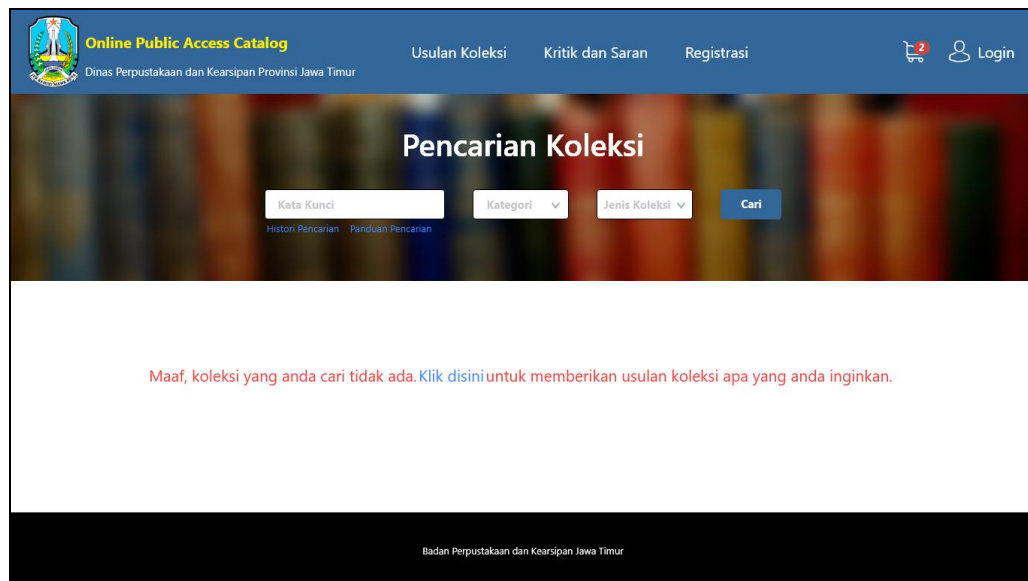 Online Public Access Catalog
Dinas Perpustakaan dan Kearsipan Provinsi Jawa Timur
Usulan Koleksi
Kritik dan Saran
Registrasi
2
Login
Pencarian Koleksi
Kata Kunci
Kategori
Jenis Koleksi
Cari
Histori Pencarian
Panduan Pencarian
Maaf, koleksi yang anda cari tidak ada. Klik disini untuk memberikan usulan koleksi apa yang anda inginkan.
Badan Perpustakaan dan Kearsipan Jawa Timur